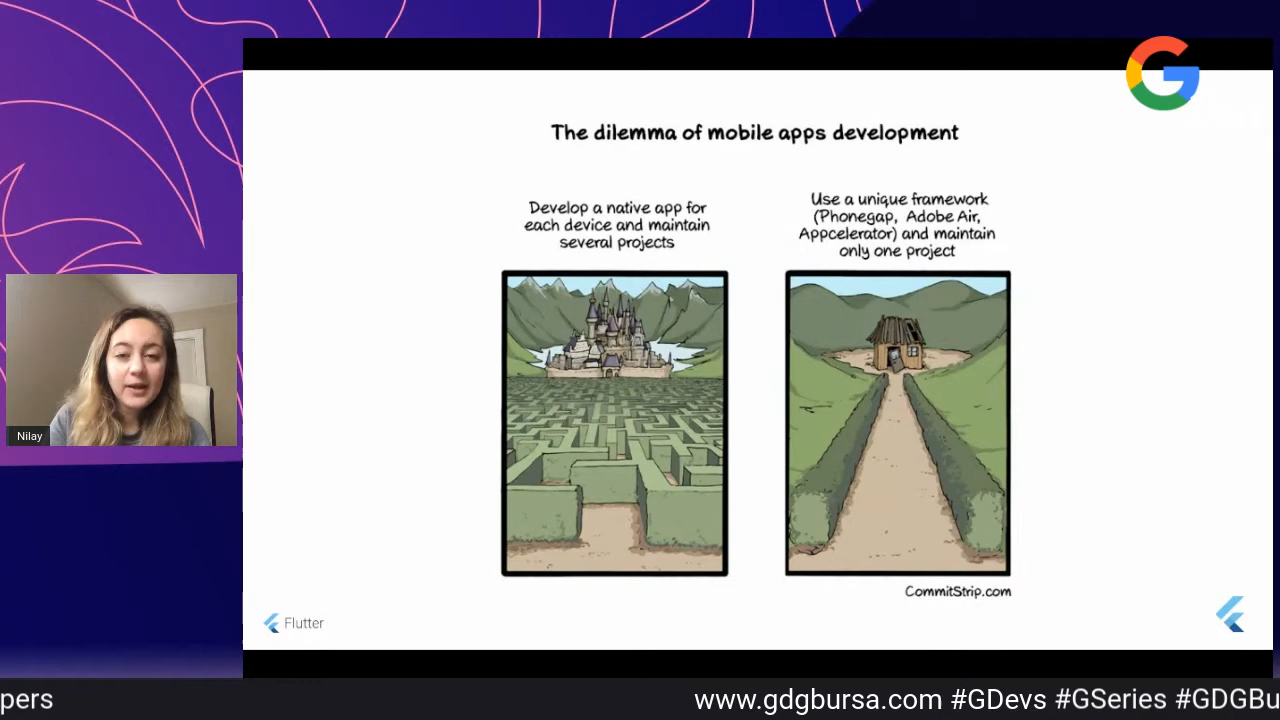 The dilemma of mobile apps development
Develop a native app for
each device and maintain
several projects
Use a unique framework
(Phonegap, Adobe Air,
Appcelerator) and maintain
only one project
CommitStrip.com
Flutter
Nilay
pers
www.gdgbursa.com #GDevs #GSeries #GDGBu